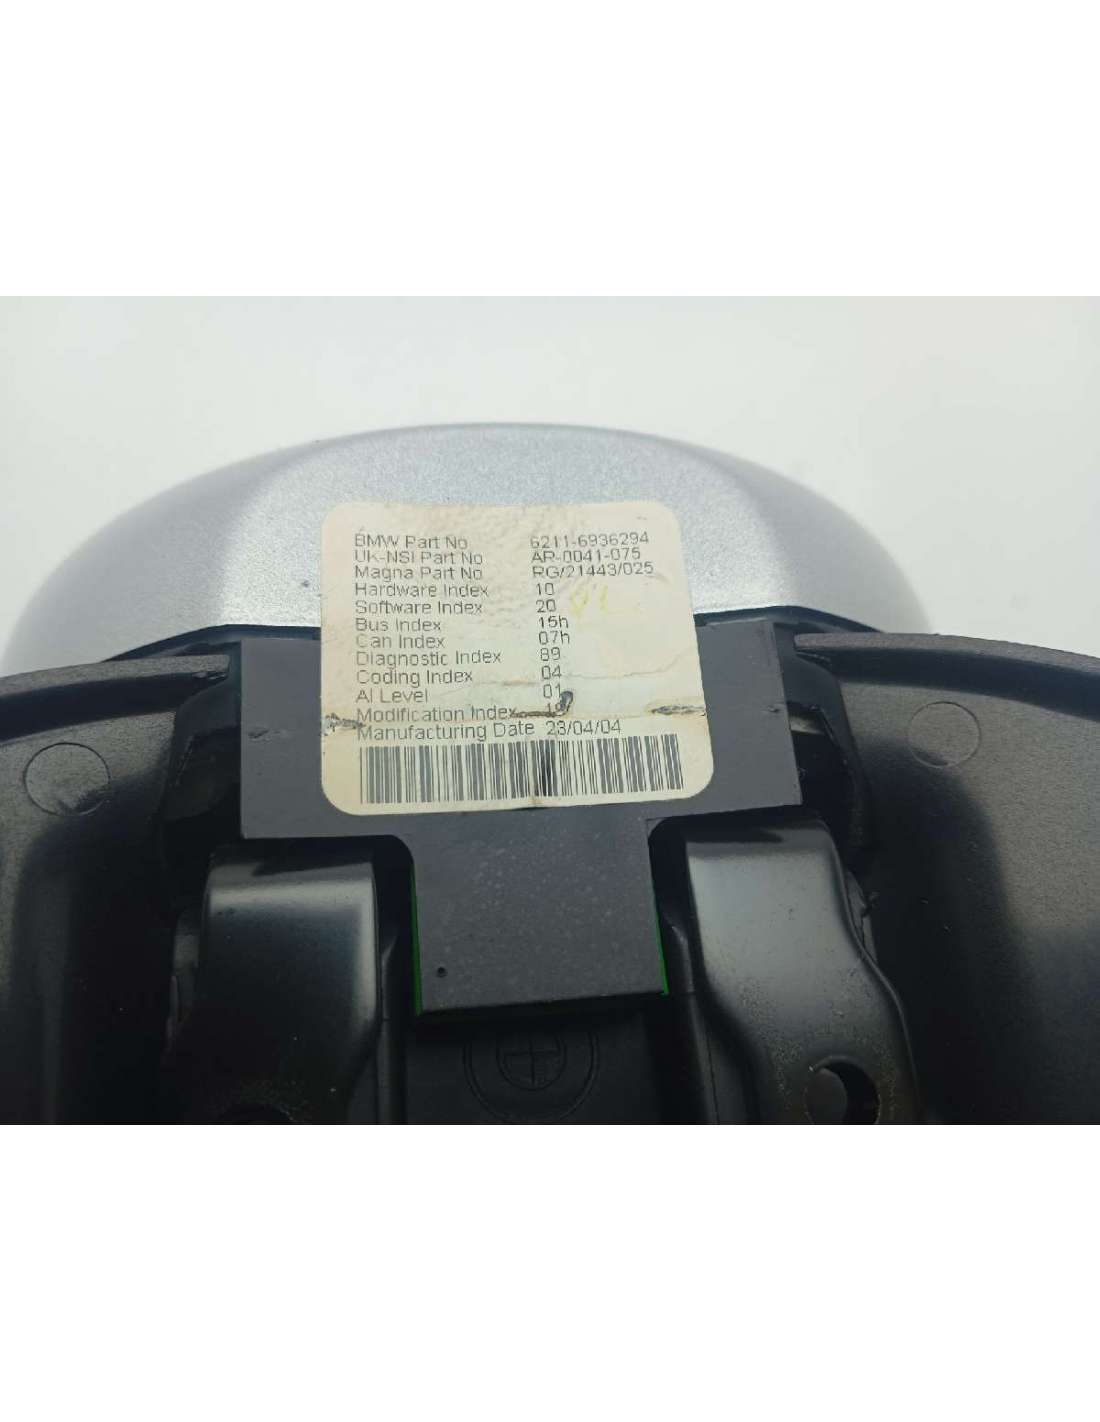 BMW Part No 6211-6936294
UK-NSI Part No AR-0041-075
Magna Part No RG/21443/025
Hardware Index 10
Software Index 20
Bus Index 15h
Can Index 07h
Diagnostic Index 89
Coding Index 04
AI Level 01
Modification Index
Manufacturing Date 23/04/04